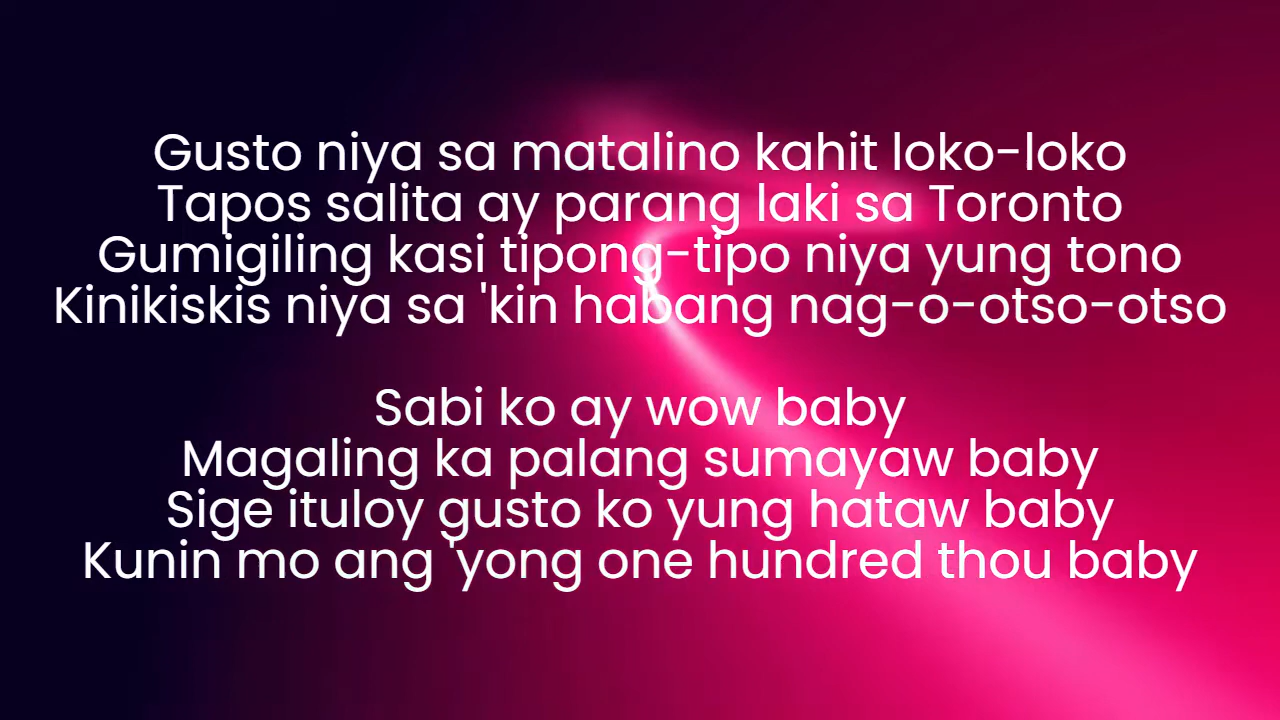 Gusto niya sa matalino kahit loko-loko
Tapos salita ay parang laki sa Toronto
Gumigiling kasi tipong-tipo niya yung tono
Kinikiskis niya sa 'kin habang nag-o-otso-otso
Sabi ko ay wow baby
Magaling ka palang sumayaw baby
Sige ituloy gusto ko yung hataw baby
Kunin mo ang 'yong one hundred thou baby